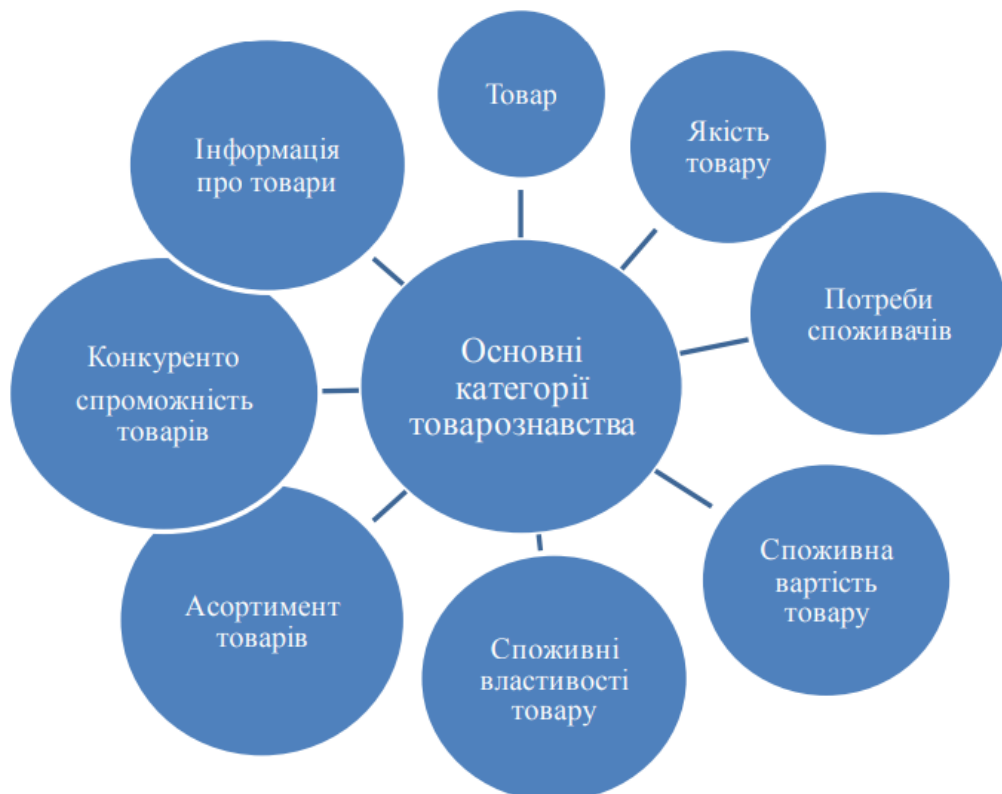 Товар
Якість
товару
Потреби
споживачів
Споживна
вартість
товару
Споживні
властивості
товару
Асортимент
товарів
Конкуренто
спроможність
товарів
Інформація
про товари
Основні
категорії
товарознавства